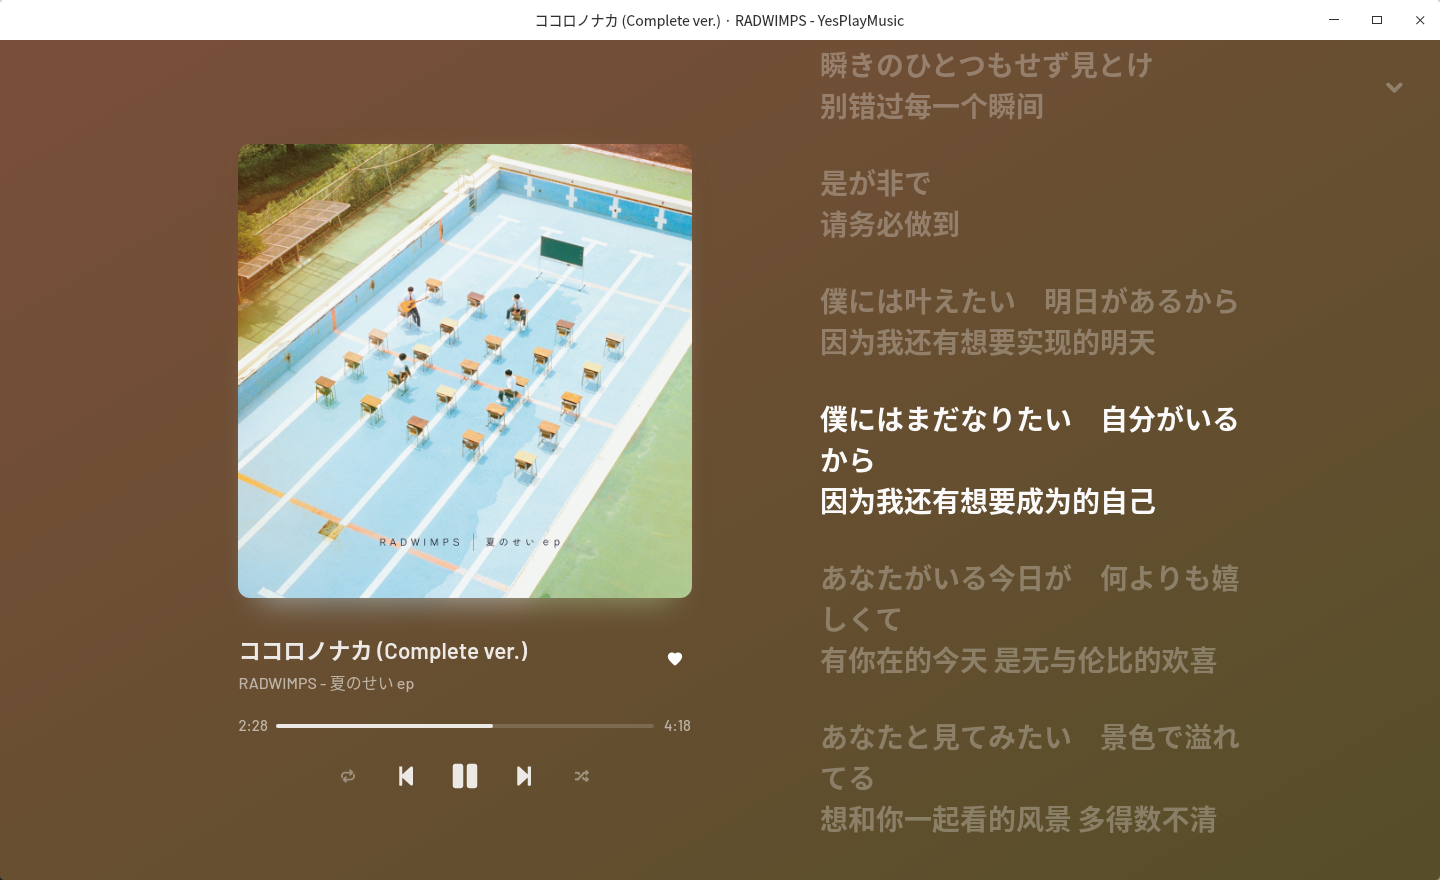 ココロノナカ (Complete ver.) · RADWIMPS - YesPlayMusic
RADWIMPS | 夏のせい ep
ココロノナカ (Complete ver.)
RADWIMPS - 夏のせい ep
2:28
4:18
瞬きのひとつもせず見とけ
别错过每一个瞬间
是が非で
请务必做到
僕には叶えたい　明日があるから
因为我还有想要实现的明天
僕にはまだなりたい　自分がいる
から
因为我还有想要成为的自己
あなたがいる今日が　何よりも嬉
しくて
有你在的今天 是无与伦比的欢喜
あなたと見てみたい　景色で溢れ
てる
想和你一起看的风景 多得数不清